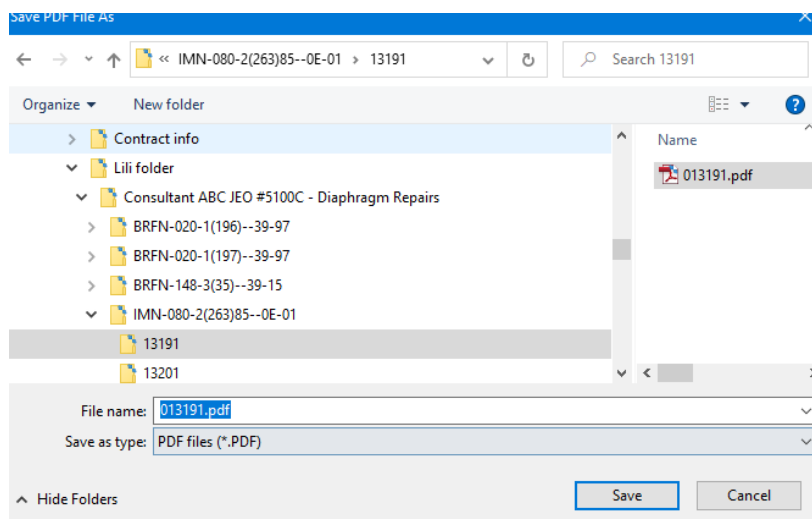 Save PDF File As
« IMN-080-2(263)85--0E-01 › 13191
Search 13191
Organize
New folder
?
Contract info
Name
Lili folder
013191.pdf
Consultant ABC JEO #5100C - Diaphragm Repairs
BRFN-020-1(196)--39-97
BRFN-020-1(197)--39-97
BRFN-148-3(35)--39-15
IMN-080-2(263)85--0E-01
13191
13201
File name: 013191.pdf
Save as type: PDF files (*.PDF)
Hide Folders
Save
Cancel